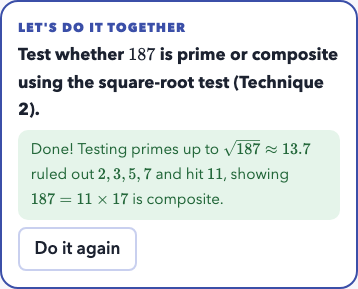 LET'S DO IT TOGETHER
Test whether 187 is prime or composite
using the square-root test (Technique
2).
Done! Testing primes up to √187 ≈ 13.7
ruled out 2, 3, 5, 7 and hit 11, showing
187 = 11 × 17 is composite.
Do it again